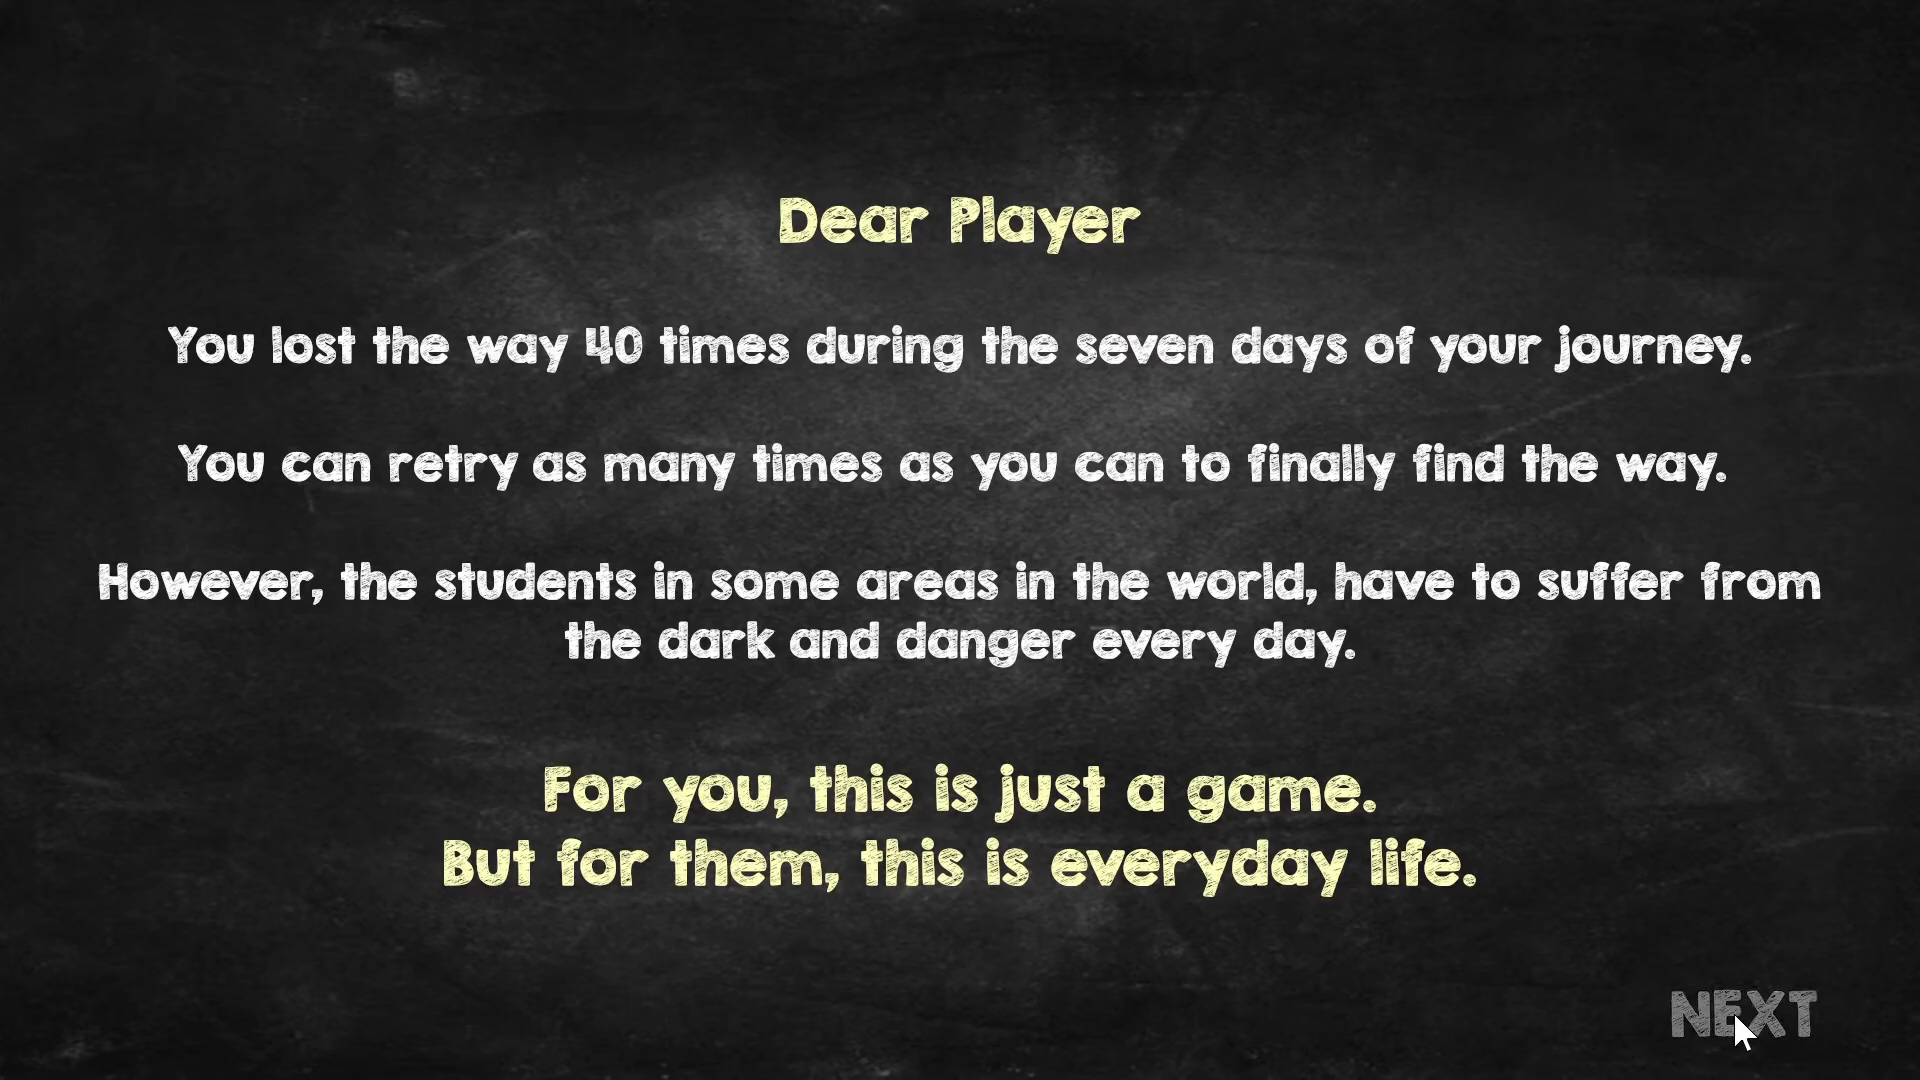 Dear Player
You lost the way 40 times during the seven days of your journey.
You can retry as many times as you can to finally find the way.
However, the students in some areas in the world, have to suffer from
the dark and danger every day.
For you, this is just a game.
But for them, this is everyday life.
NEXT